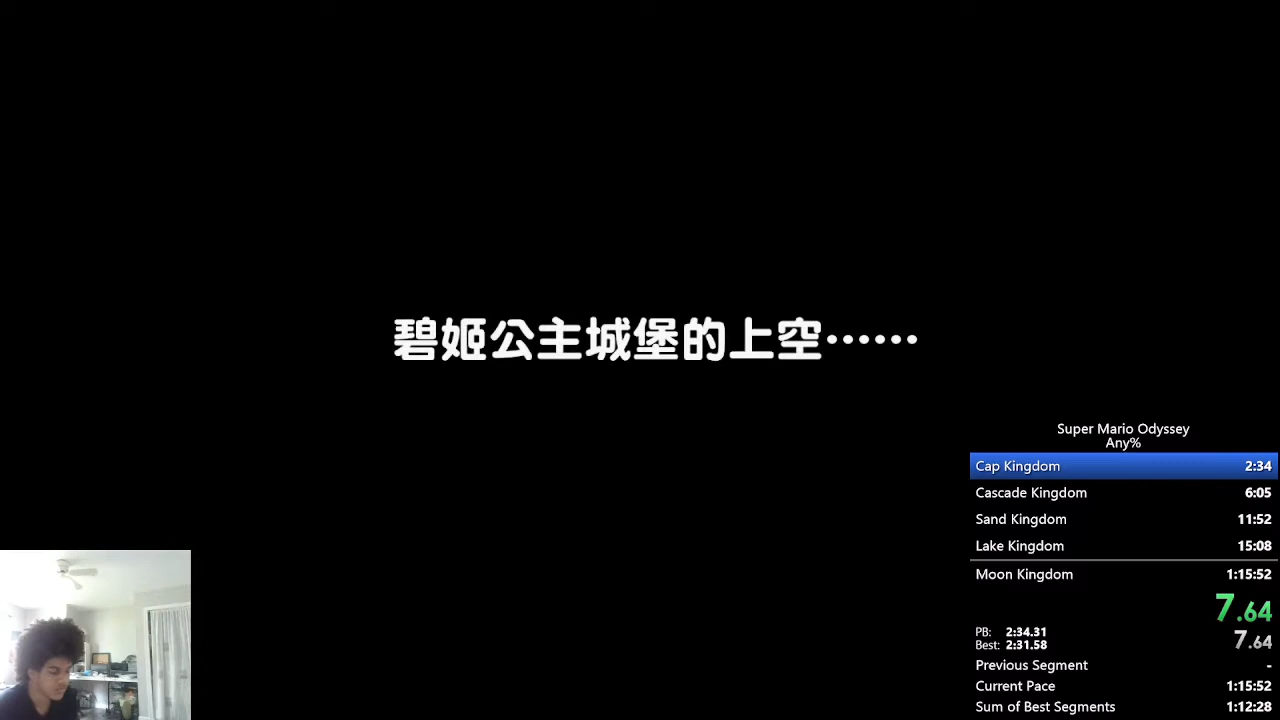 碧姬公主城堡的上空……
Super Mario Odyssey
Any%
Cap Kingdom 2:34
Cascade Kingdom 6:05
Sand Kingdom 11:52
Lake Kingdom 15:08
Moon Kingdom 1:15:52
7.64
PB: 2:34.31
7.64
Best: 2:31.58
Previous Segment -
Current Pace 1:15:52
Sum of Best Segments 1:12:28